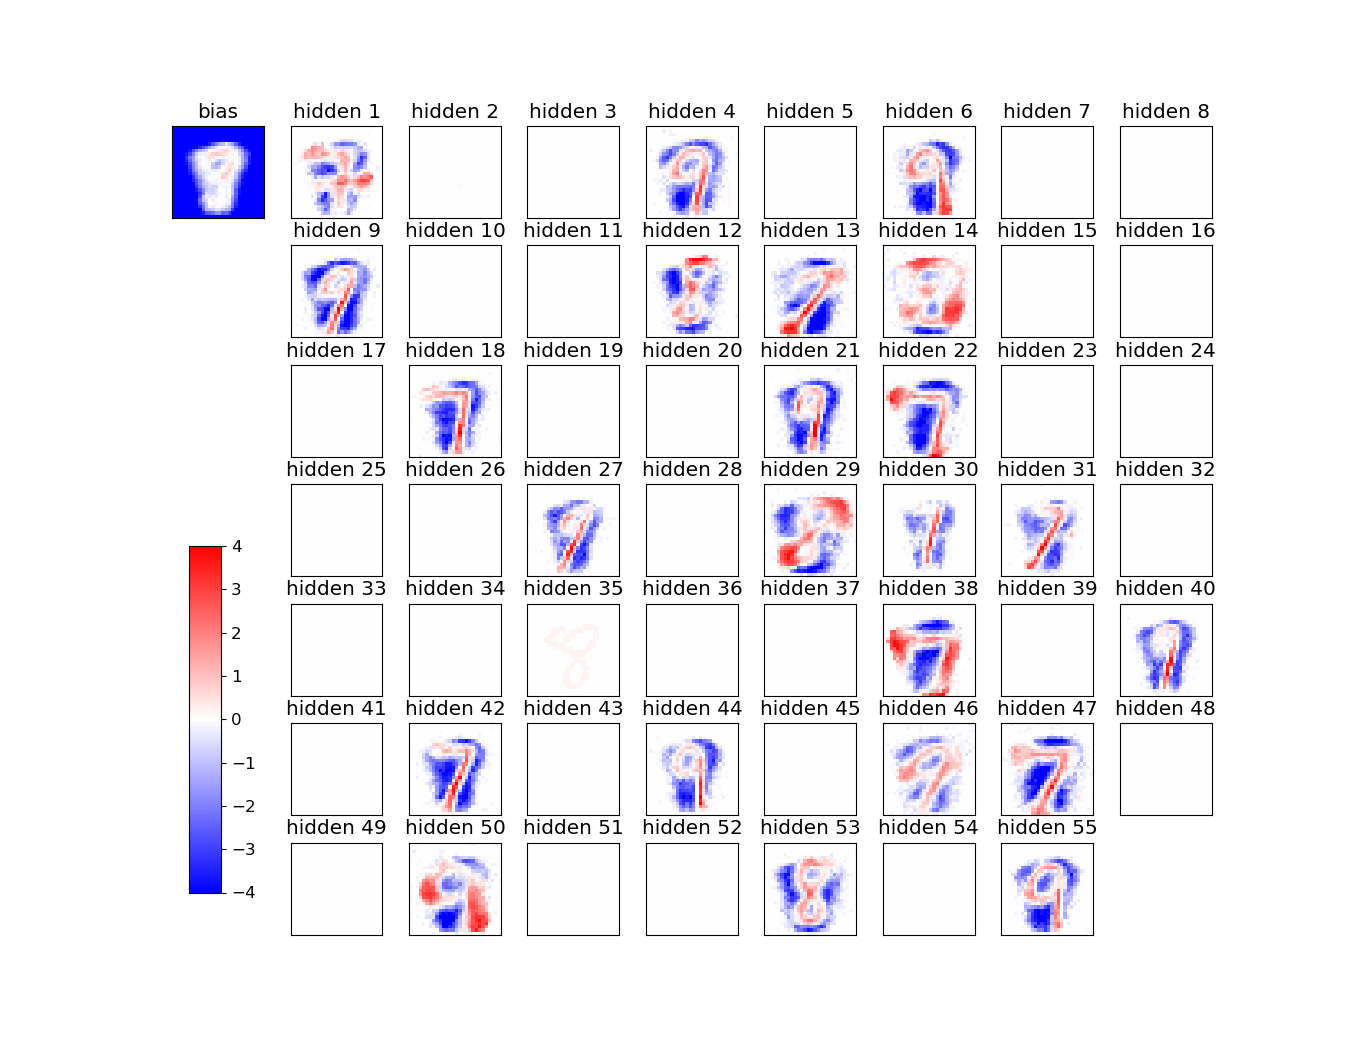 bias hidden 1 hidden 2 hidden 3 hidden 4 hidden 5 hidden 6 hidden 7 hidden 8
hidden 9 hidden 10 hidden 11 hidden 12 hidden 13 hidden 14 hidden 15 hidden 16
hidden 17 hidden 18 hidden 19 hidden 20 hidden 21 hidden 22 hidden 23 hidden 24
hidden 25 hidden 26 hidden 27 hidden 28 hidden 29 hidden 30 hidden 31 hidden 32
4
3
hidden 33 hidden 34 hidden 35 hidden 36 hidden 37 hidden 38 hidden 39 hidden 40
2
1
0
hidden 41 hidden 42 hidden 43 hidden 44 hidden 45 hidden 46 hidden 47 hidden 48
−1
−2
hidden 49 hidden 50 hidden 51 hidden 52 hidden 53 hidden 54 hidden 55
−3
−4